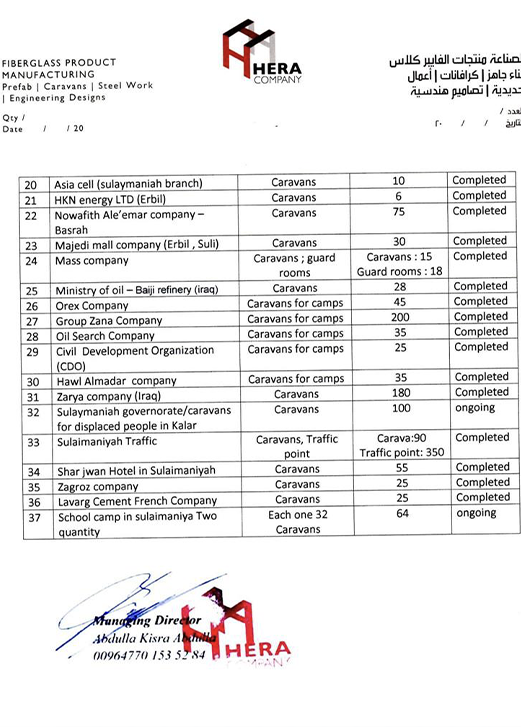 HERA
COMPANY
FIBERGLASS PRODUCT
MANUFACTURING
Prefab | Caravans | Steel Work
| Engineering Designs
Qty /
Date / / 20
لصناعة منتجات الفايبر كلاس
بناء جاهز | كرافانات | أعمال
حديدية | تصاميم هندسية
العدد /
التاريخ / / ٢٠
20 Asia cell (sulaymaniah branch) Caravans 10 Completed
21 HKN energy LTD (Erbil) Caravans 6 Completed
22 Nowafith Ale'emar company – Caravans 75 Completed
Basrah
23 Majedi mall company (Erbil , Suli) Caravans 30 Completed
24 Mass company Caravans ; guard Caravans : 15 Completed
rooms Guard rooms : 18
25 Ministry of oil – Baiji refinery (iraq) Caravans 28 Completed
26 Orex Company Caravans for camps 45 Completed
27 Group Zana Company Caravans for camps 200 Completed
28 Oil Search Company Caravans for camps 35 Completed
29 Civil Development Organization Caravans for camps 25 Completed
(CDO)
30 Hawl Almadar company Caravans for camps 35 Completed
31 Zarya company (Iraq) Caravans 180 Completed
32 Sulaymaniah governorate/caravans Caravans 100 ongoing
for displaced people in Kalar
33 Sulaimaniyah Traffic Caravans, Traffic Carava:90 Completed
point Traffic point: 350
34 Shar jwan Hotel in Sulaimaniyah Caravans 55 Completed
35 Zagroz company Caravans 25 Completed
36 Lavarg Cement French Company Caravans 25 Completed
37 School camp in sulaimaniya Two Each one 32 64 ongoing
quantity Caravans
Managing Director
Abdulla Kisra Abdulla
00964770 153 52 84
HERA
COMPANY